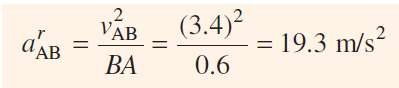 a^r_AB = v²_AB / BA = (3.4)² / 0.6 = 19.3 m/s²